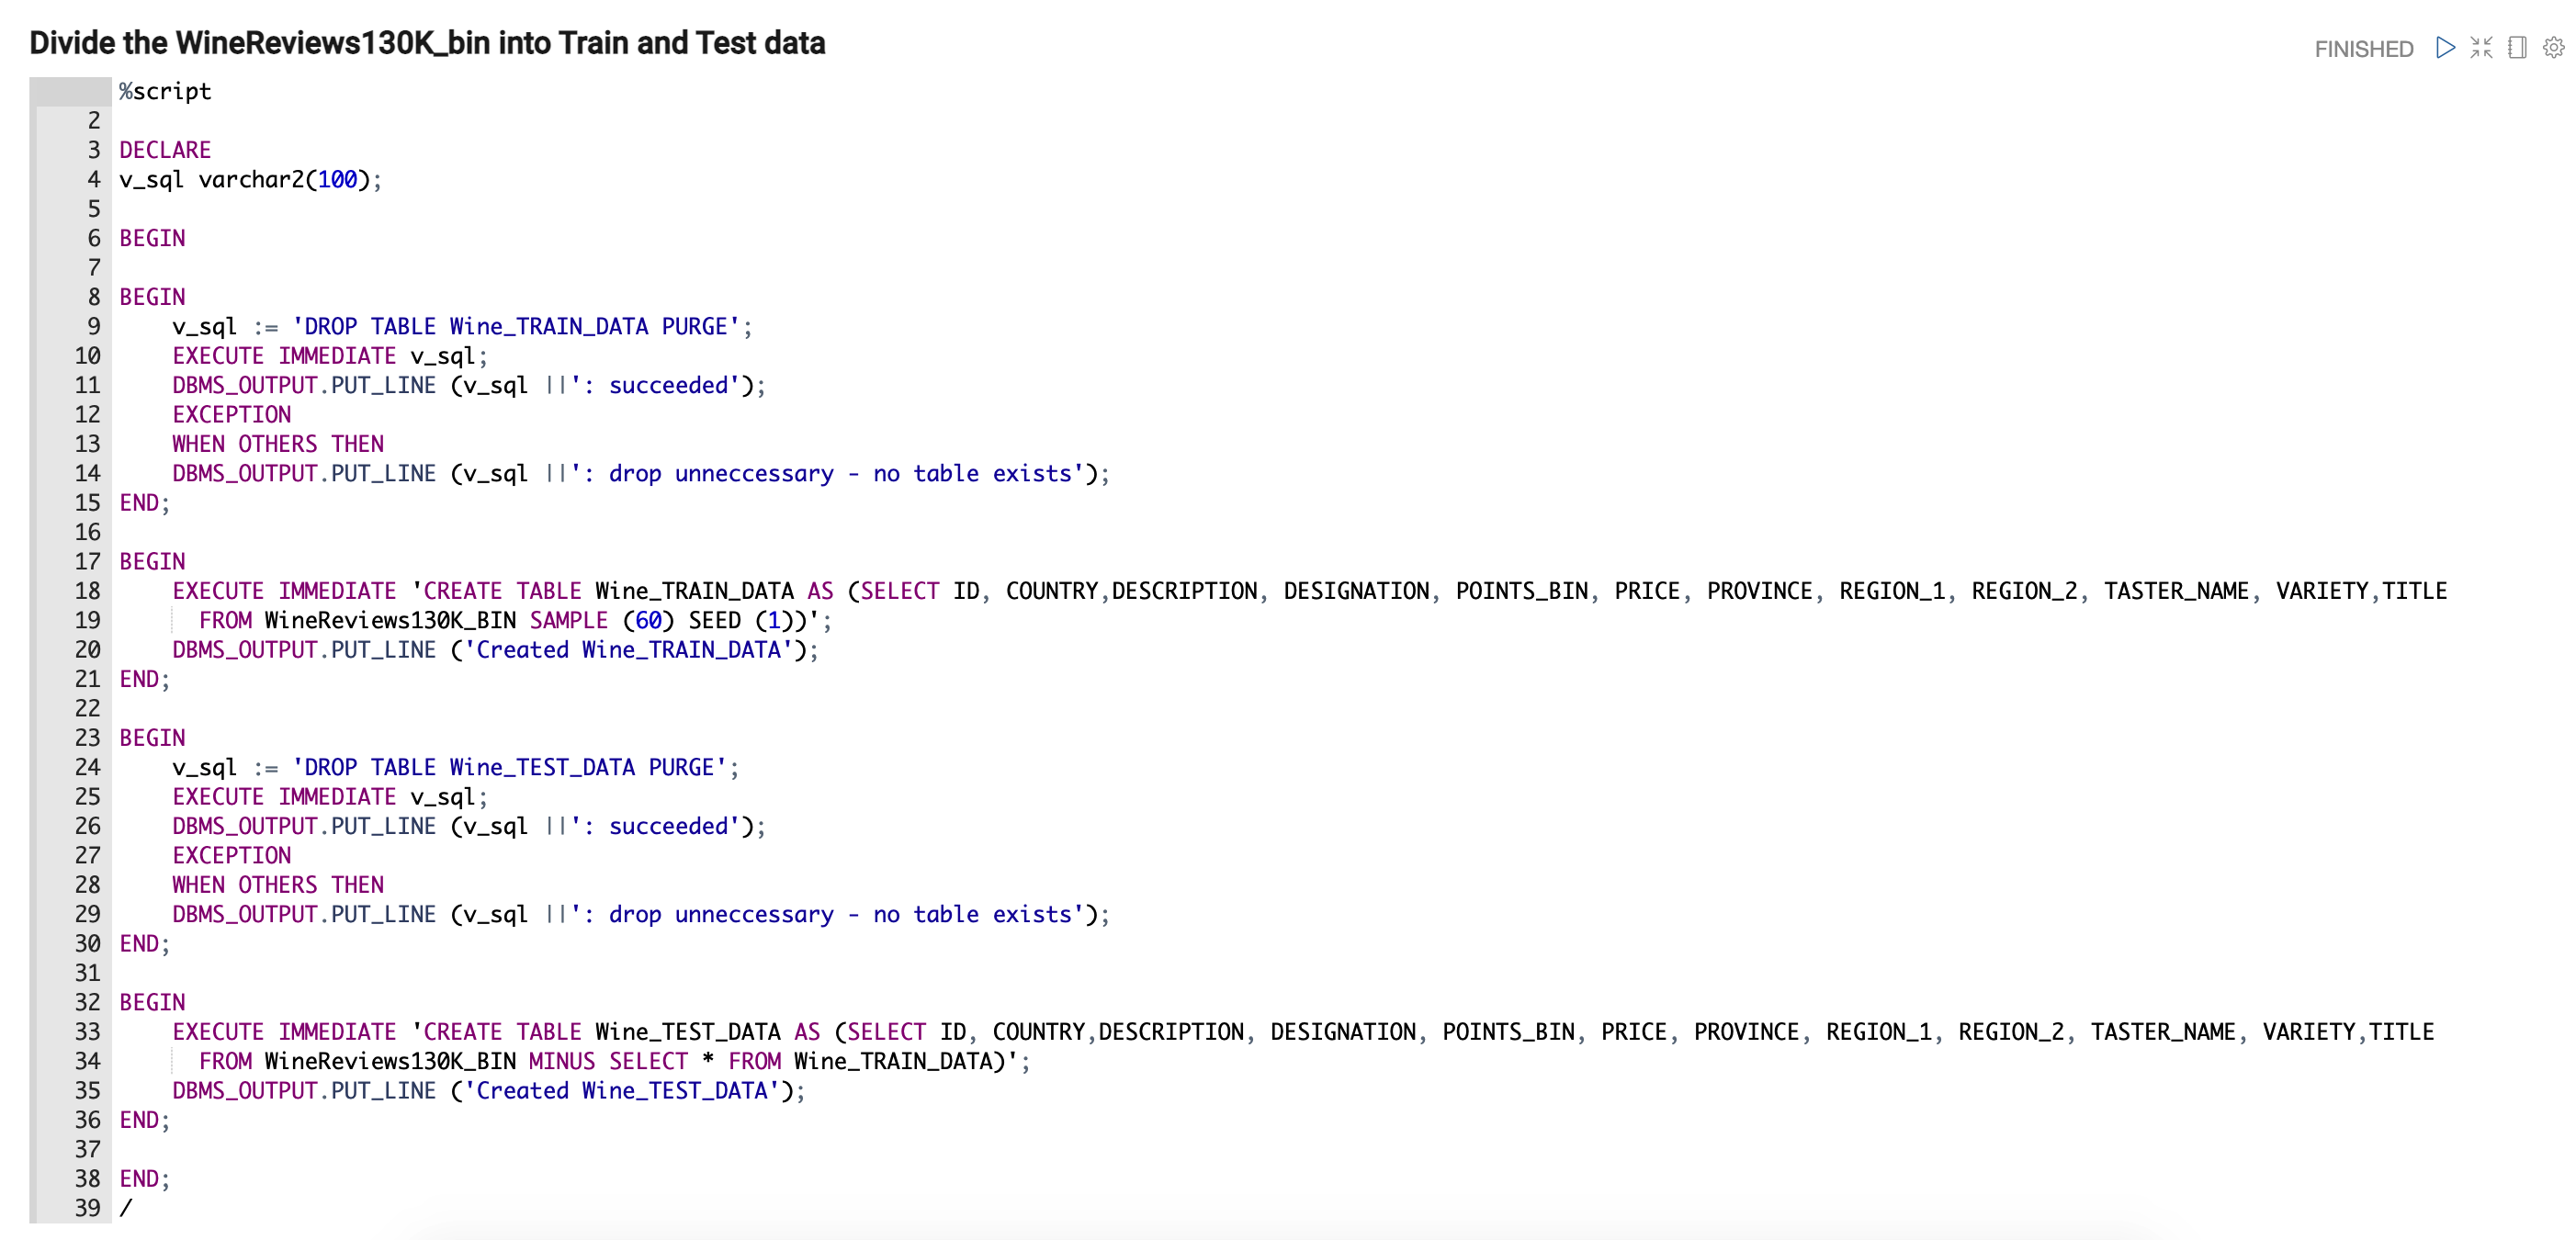 Divide the WineReviews130K_bin into Train and Test data
FINISHED
%script
2
3 DECLARE
4 v_sql varchar2(100);
5
6 BEGIN
7
8 BEGIN
9 v_sql := 'DROP TABLE Wine_TRAIN_DATA PURGE';
10 EXECUTE IMMEDIATE v_sql;
11 DBMS_OUTPUT.PUT_LINE (v_sql ||': succeeded');
12 EXCEPTION
13 WHEN OTHERS THEN
14 DBMS_OUTPUT.PUT_LINE (v_sql ||': drop unneccessary - no table exists');
15 END;
16
17 BEGIN
18 EXECUTE IMMEDIATE 'CREATE TABLE Wine_TRAIN_DATA AS (SELECT ID, COUNTRY,DESCRIPTION, DESIGNATION, POINTS_BIN, PRICE, PROVINCE, REGION_1, REGION_2, TASTER_NAME, VARIETY,TITLE
19 FROM WineReviews130K_BIN SAMPLE (60) SEED (1))';
20 DBMS_OUTPUT.PUT_LINE ('Created Wine_TRAIN_DATA');
21 END;
22
23 BEGIN
24 v_sql := 'DROP TABLE Wine_TEST_DATA PURGE';
25 EXECUTE IMMEDIATE v_sql;
26 DBMS_OUTPUT.PUT_LINE (v_sql ||': succeeded');
27 EXCEPTION
28 WHEN OTHERS THEN
29 DBMS_OUTPUT.PUT_LINE (v_sql ||': drop unneccessary - no table exists');
30 END;
31
32 BEGIN
33 EXECUTE IMMEDIATE 'CREATE TABLE Wine_TEST_DATA AS (SELECT ID, COUNTRY,DESCRIPTION, DESIGNATION, POINTS_BIN, PRICE, PROVINCE, REGION_1, REGION_2, TASTER_NAME, VARIETY,TITLE
34 FROM WineReviews130K_BIN MINUS SELECT * FROM Wine_TRAIN_DATA)';
35 DBMS_OUTPUT.PUT_LINE ('Created Wine_TEST_DATA');
36 END;
37
38 END;
39 /